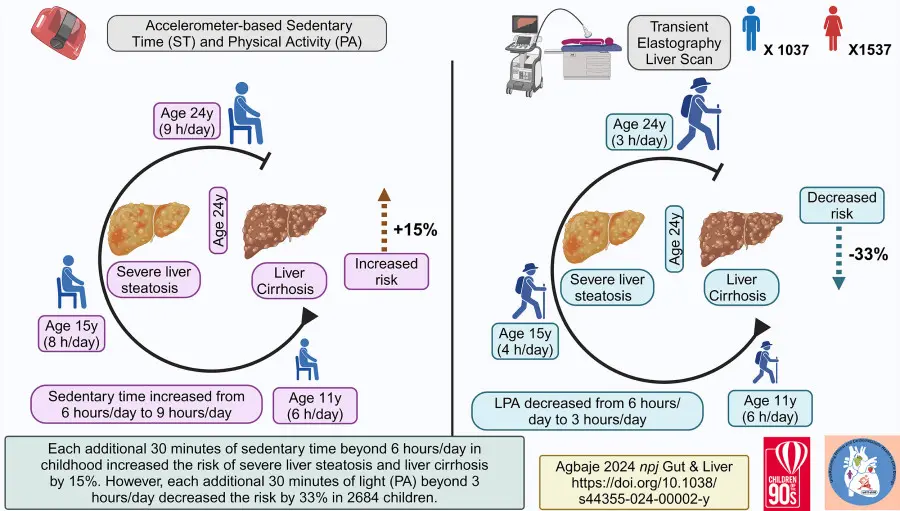 Accelerometer-based Sedentary
Time (ST) and Physical Activity (PA)
Transient
Elastography
Liver Scan
X 1037
X1537
Age 24y
(9 h/day)
Age 24y
Severe liver
steatosis
Liver
Cirrhosis
+15%
Increased
risk
Age 15y
(8 h/day)
Sedentary time increased from
6 hours/day to 9 hours/day
Age 11y
(6 h/day)
Age 24y
(3 h/day)
Age 24y
Severe liver
steatosis
Liver
Cirrhosis
Decreased
risk
-33%
Age 15y
(4 h/day)
LPA decreased from 6 hours/
day to 3 hours/day
Age 11y
(6 h/day)
Each additional 30 minutes of sedentary time beyond 6 hours/day in
childhood increased the risk of severe liver steatosis and liver cirrhosis
by 15%. However, each additional 30 minutes of light (PA) beyond 3
hours/day decreased the risk by 33% in 2684 children.
Agbaje 2024 npj Gut & Liver
https://doi.org/10.1038/
s44355-024-00002-y
CHILDREN
OF THE
90s